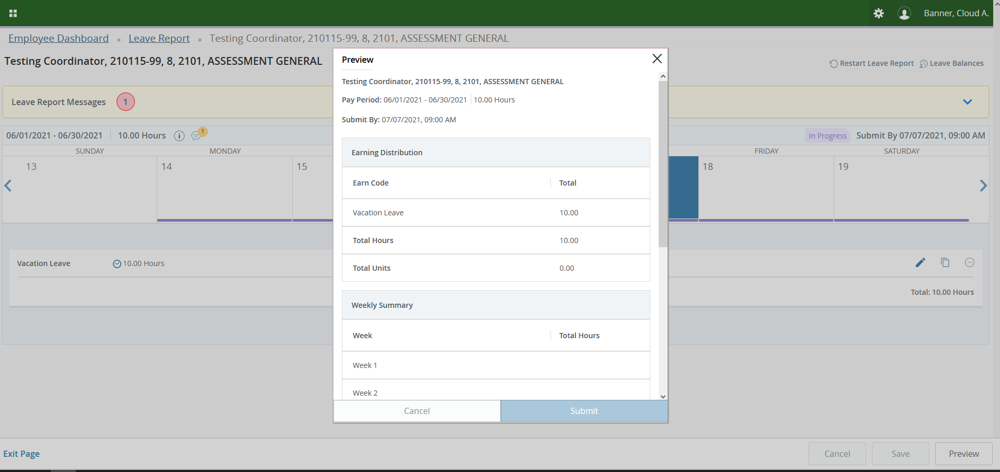 Banner, Cloud A.
Employee Dashboard • Leave Report • Testing Coordinator, 210115-99, 8, 2101, ASSESSMENT GENERAL
Testing Coordinator, 210115-99, 8, 2101, ASSESSMENT GENERAL
Restart Leave Report Leave Balances
Leave Report Messages 1
06/01/2021 - 06/30/2021 10.00 Hours 1
In Progress Submit By 07/07/2021, 09:00 AM
SUNDAY MONDAY FRIDAY SATURDAY
13 14 15 18 19
Vacation Leave 10.00 Hours
Total: 10.00 Hours
Preview
Testing Coordinator, 210115-99, 8, 2101, ASSESSMENT GENERAL
Pay Period: 06/01/2021 - 06/30/2021 10.00 Hours
Submit By: 07/07/2021, 09:00 AM
Earning Distribution
Earn Code Total
Vacation Leave 10.00
Total Hours 10.00
Total Units 0.00
Weekly Summary
Week Total Hours
Week 1
Week 2
Cancel Submit
Exit Page Cancel Save Preview